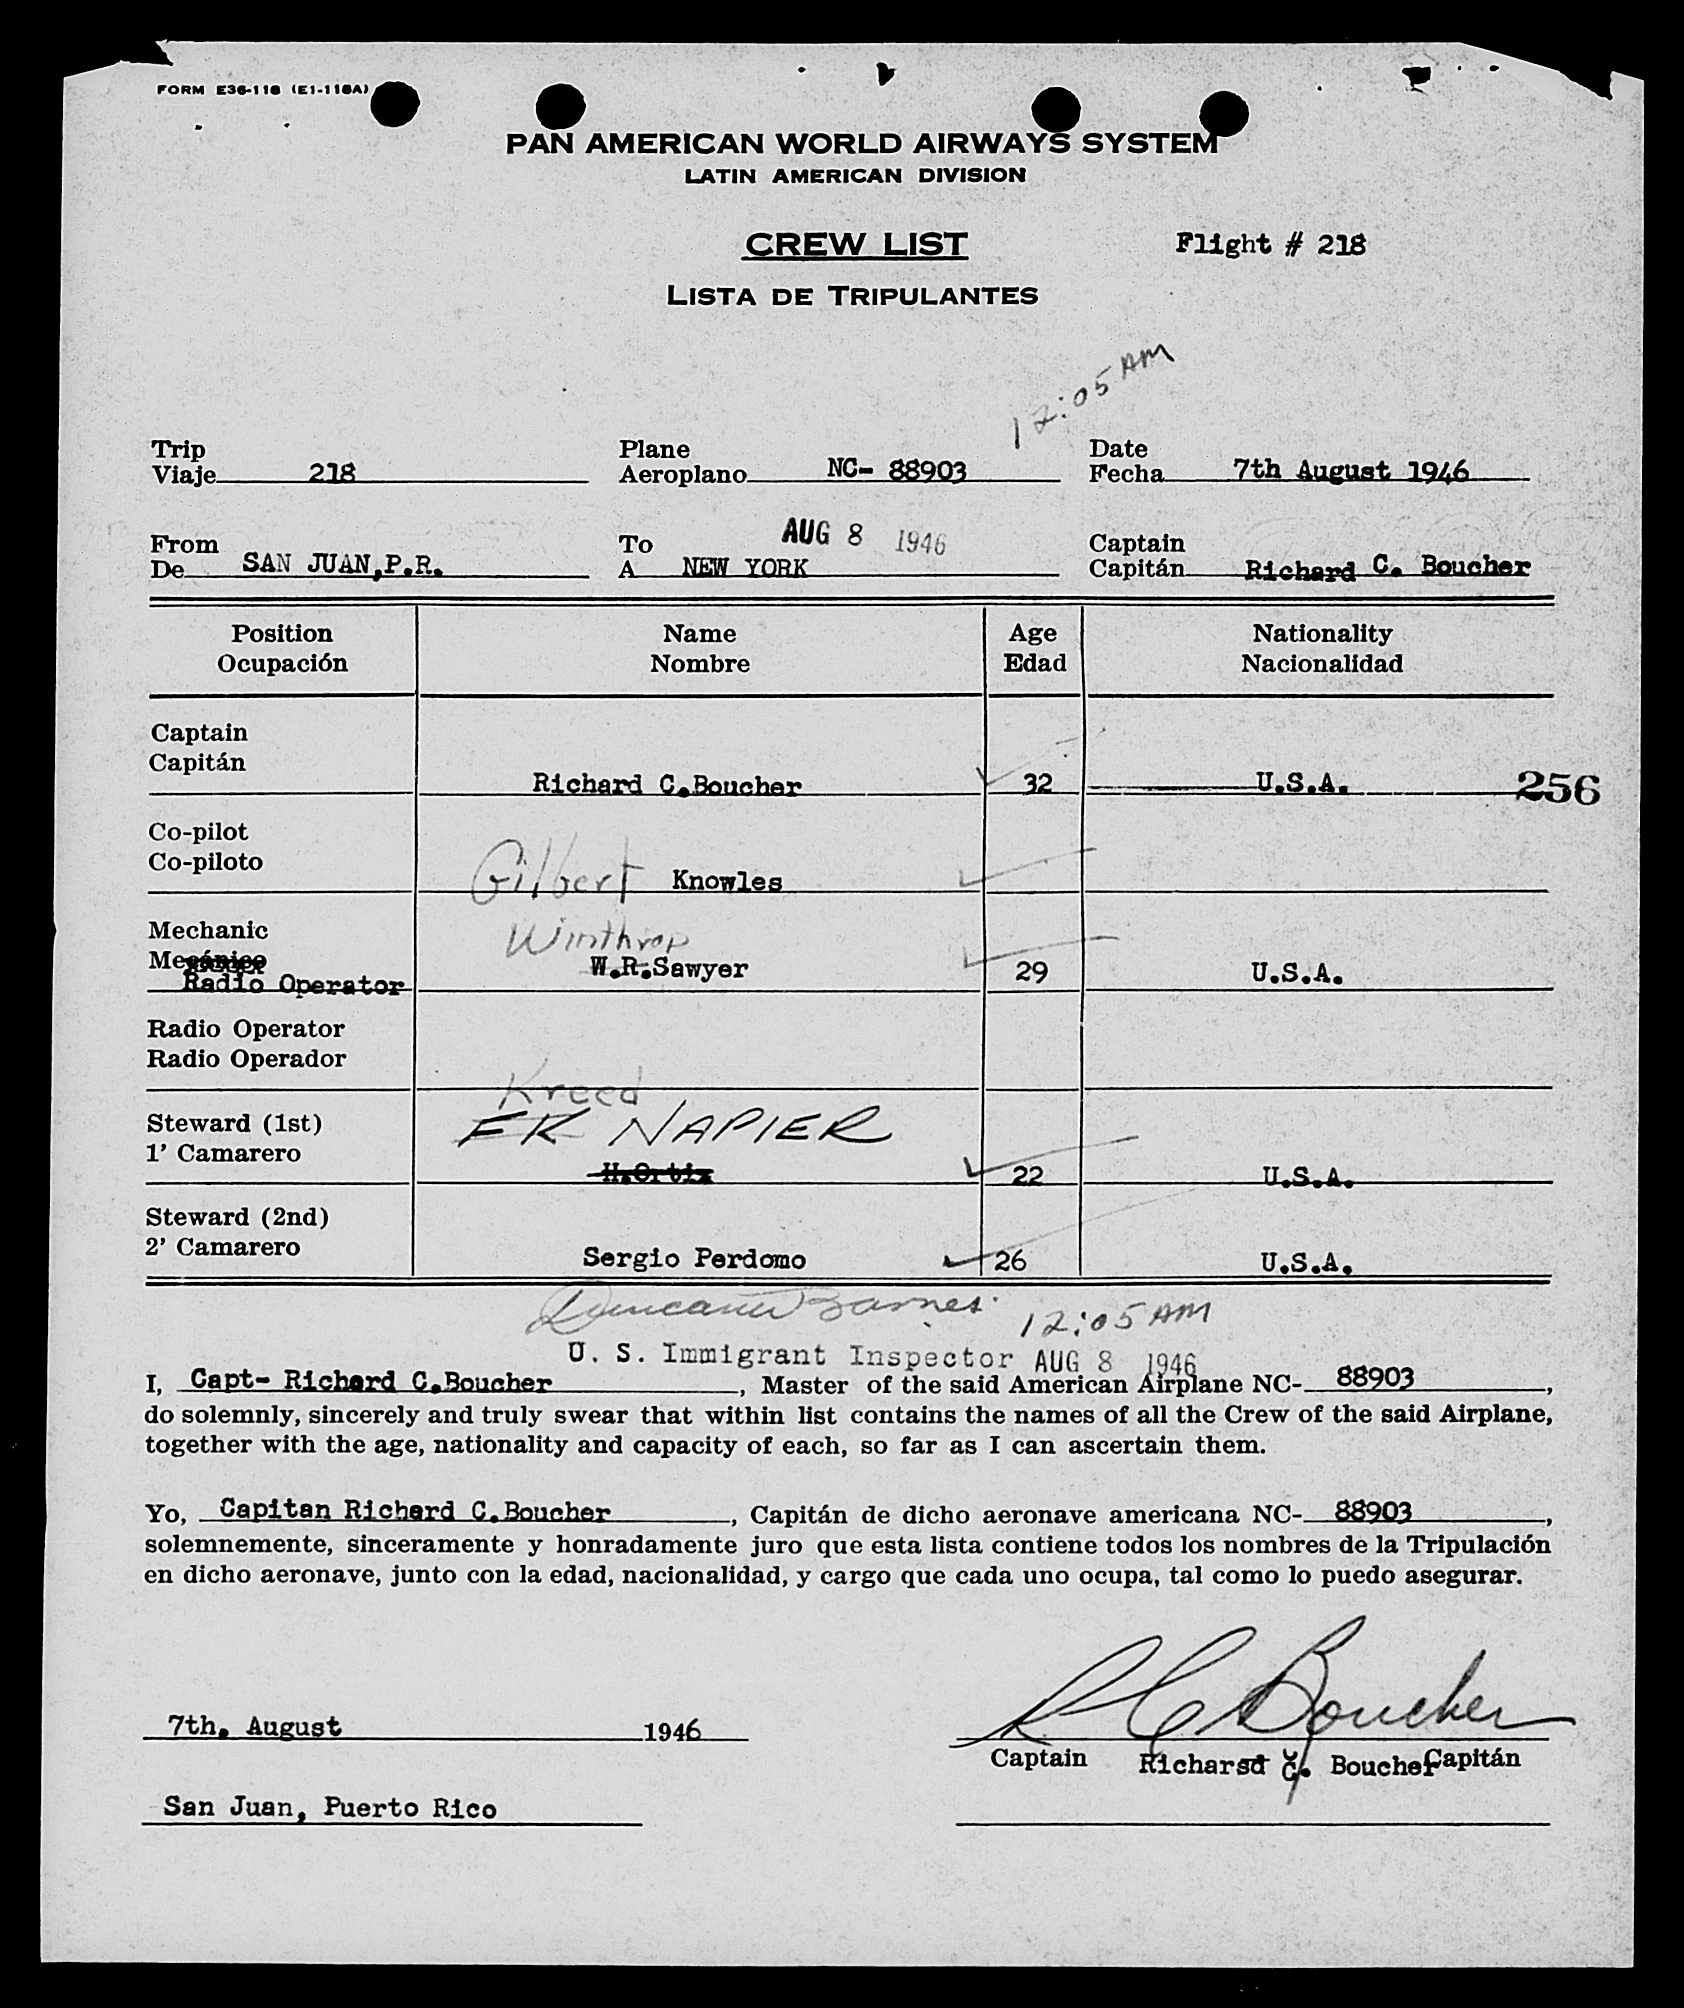 FORM E36-118 (E1-118A)
PAN AMERICAN WORLD AIRWAYS SYSTEM
LATIN AMERICAN DIVISION
CREW LIST
Flight # 218
LISTA DE TRIPULANTES
12:05 AM
Trip
Viaje 218
Plane
Aeroplano NC- 88903
Date
Fecha 7th August 1946
AUG 8 1946
From
De SAN JUAN,P.R.
To
A NEW YORK
Captain
Capitán Richard C. Boucher
Position Name Age Nationality
Ocupación Nombre Edad Nacionalidad
Captain
Capitán
Richard C.Boucher 32 U.S.A. 256
Co-pilot
Co-piloto
Gilbert Knowles
Mechanic
Mecánico
Winthrop
W.R.Sawyer 29 U.S.A.
Radio Operator
Radio Operator
Radio Operador
Kreed
Steward (1st)
1' Camarero
ER NAPIER
H.Ortiz 22 U.S.A.
Steward (2nd)
2' Camarero
Sergio Perdomo 26 U.S.A.
Barnes 12:05 AM
U. S. Immigrant Inspector AUG 8 1946
I, Capt- Richard C.Boucher, Master of the said American Airplane NC- 88903,
do solemnly, sincerely and truly swear that within list contains the names of all the Crew of the said Airplane,
together with the age, nationality and capacity of each, so far as I can ascertain them.
Yo, Capitan Richard C.Boucher, Capitán de dicho aeronave americana NC- 88903,
solemnemente, sinceramente y honradamente juro que esta lista contiene todos los nombres de la Tripulación
en dicho aeronave, junto con la edad, nacionalidad, y cargo que cada uno ocupa, tal como lo puedo asegurar.
R C Boucher
7th. August 1946
Captain Richarsd C. Boucher Capitán
San Juan, Puerto Rico